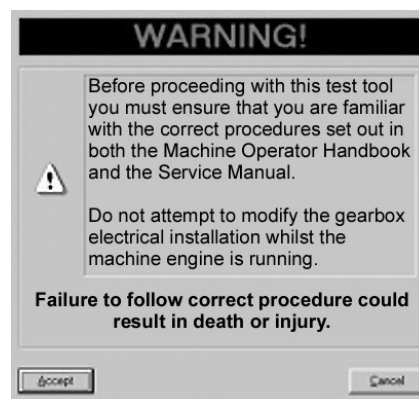 WARNING!
Before proceeding with this test tool
you must ensure that you are familiar
with the correct procedures set out in
both the Machine Operator Handbook
and the Service Manual.
Do not attempt to modify the gearbox
electrical installation whilst the
machine engine is running.
Failure to follow correct procedure could
result in death or injury.
Accept
Cancel